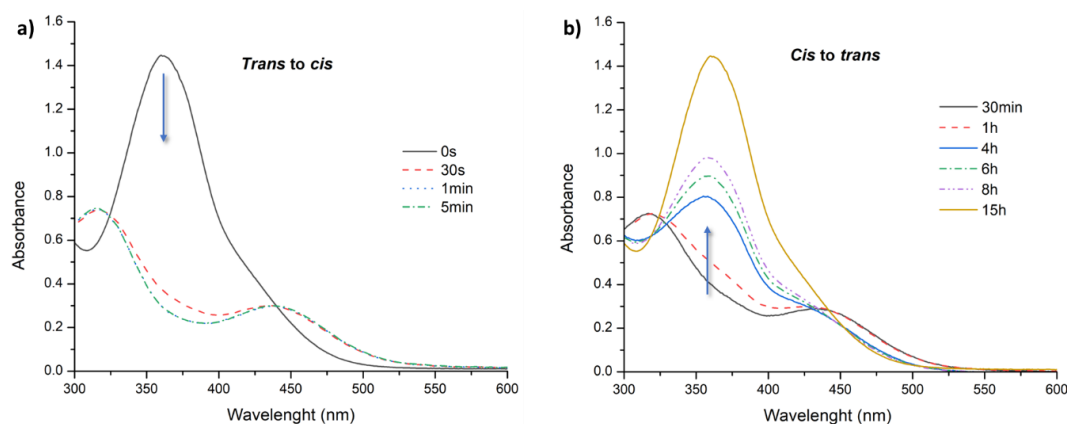 a)
Trans to cis
Absorbance
1.6
1.4
1.2
1.0
0.8
0.6
0.4
0.2
0.0
0s
30s
1min
5min
300 350 400 450 500 550 600
Wavelenght (nm)
b)
Cis to trans
Absorbance
1.6
1.4
1.2
1.0
0.8
0.6
0.4
0.2
0.0
30min
1h
4h
6h
8h
15h
300 350 400 450 500 550 600
Wavelenght (nm)